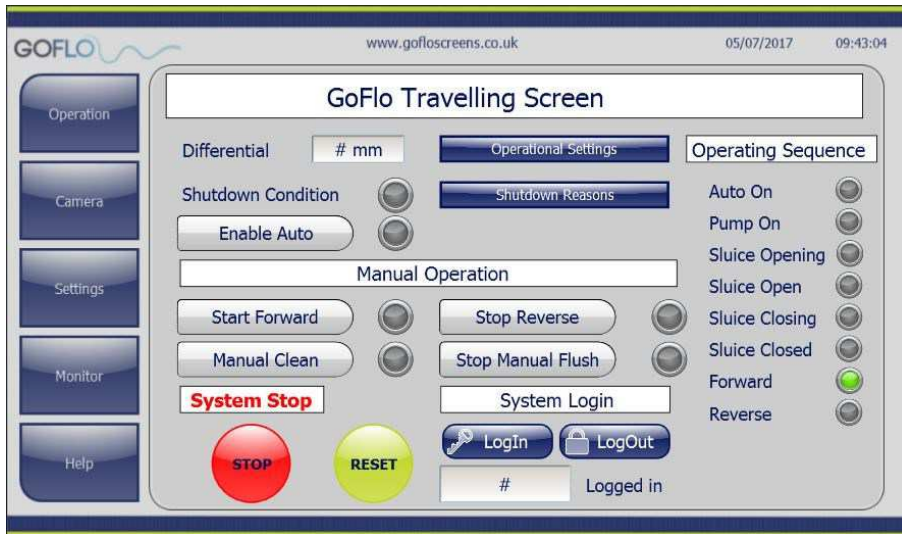 GOFLO
www.gofloscreens.co.uk
05/07/2017 09:43:04
Operation
Camera
Settings
Monitor
Help
GoFlo Travelling Screen
Differential # mm
Operational Settings
Shutdown Condition
Shutdown Reasons
Enable Auto
Manual Operation
Start Forward
Stop Reverse
Manual Clean
Stop Manual Flush
System Stop
System Login
STOP
RESET
LogIn
LogOut
# Logged in
Operating Sequence
Auto On
Pump On
Sluice Opening
Sluice Open
Sluice Closing
Sluice Closed
Forward
Reverse